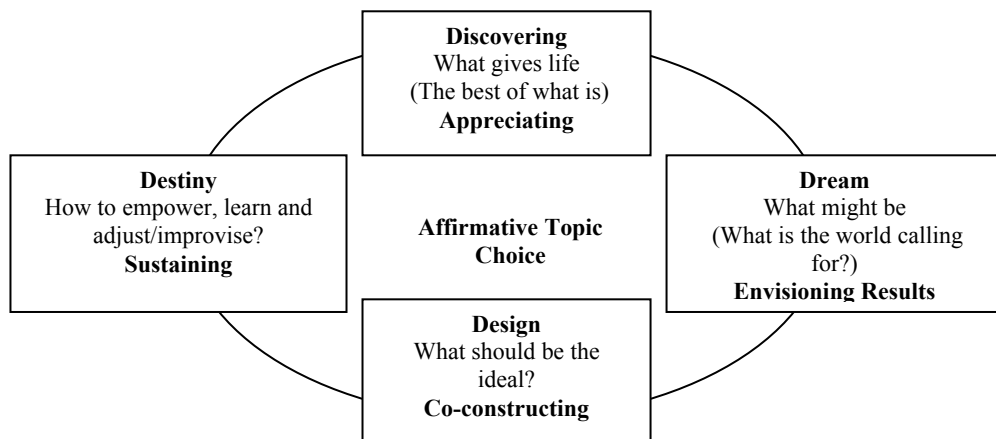 Discovering
What gives life
(The best of what is)
Appreciating
Destiny
How to empower, learn and
adjust/improvise?
Sustaining
Affirmative Topic
Choice
Dream
What might be
(What is the world calling
for?)
Envisioning Results
Design
What should be the
ideal?
Co-constructing